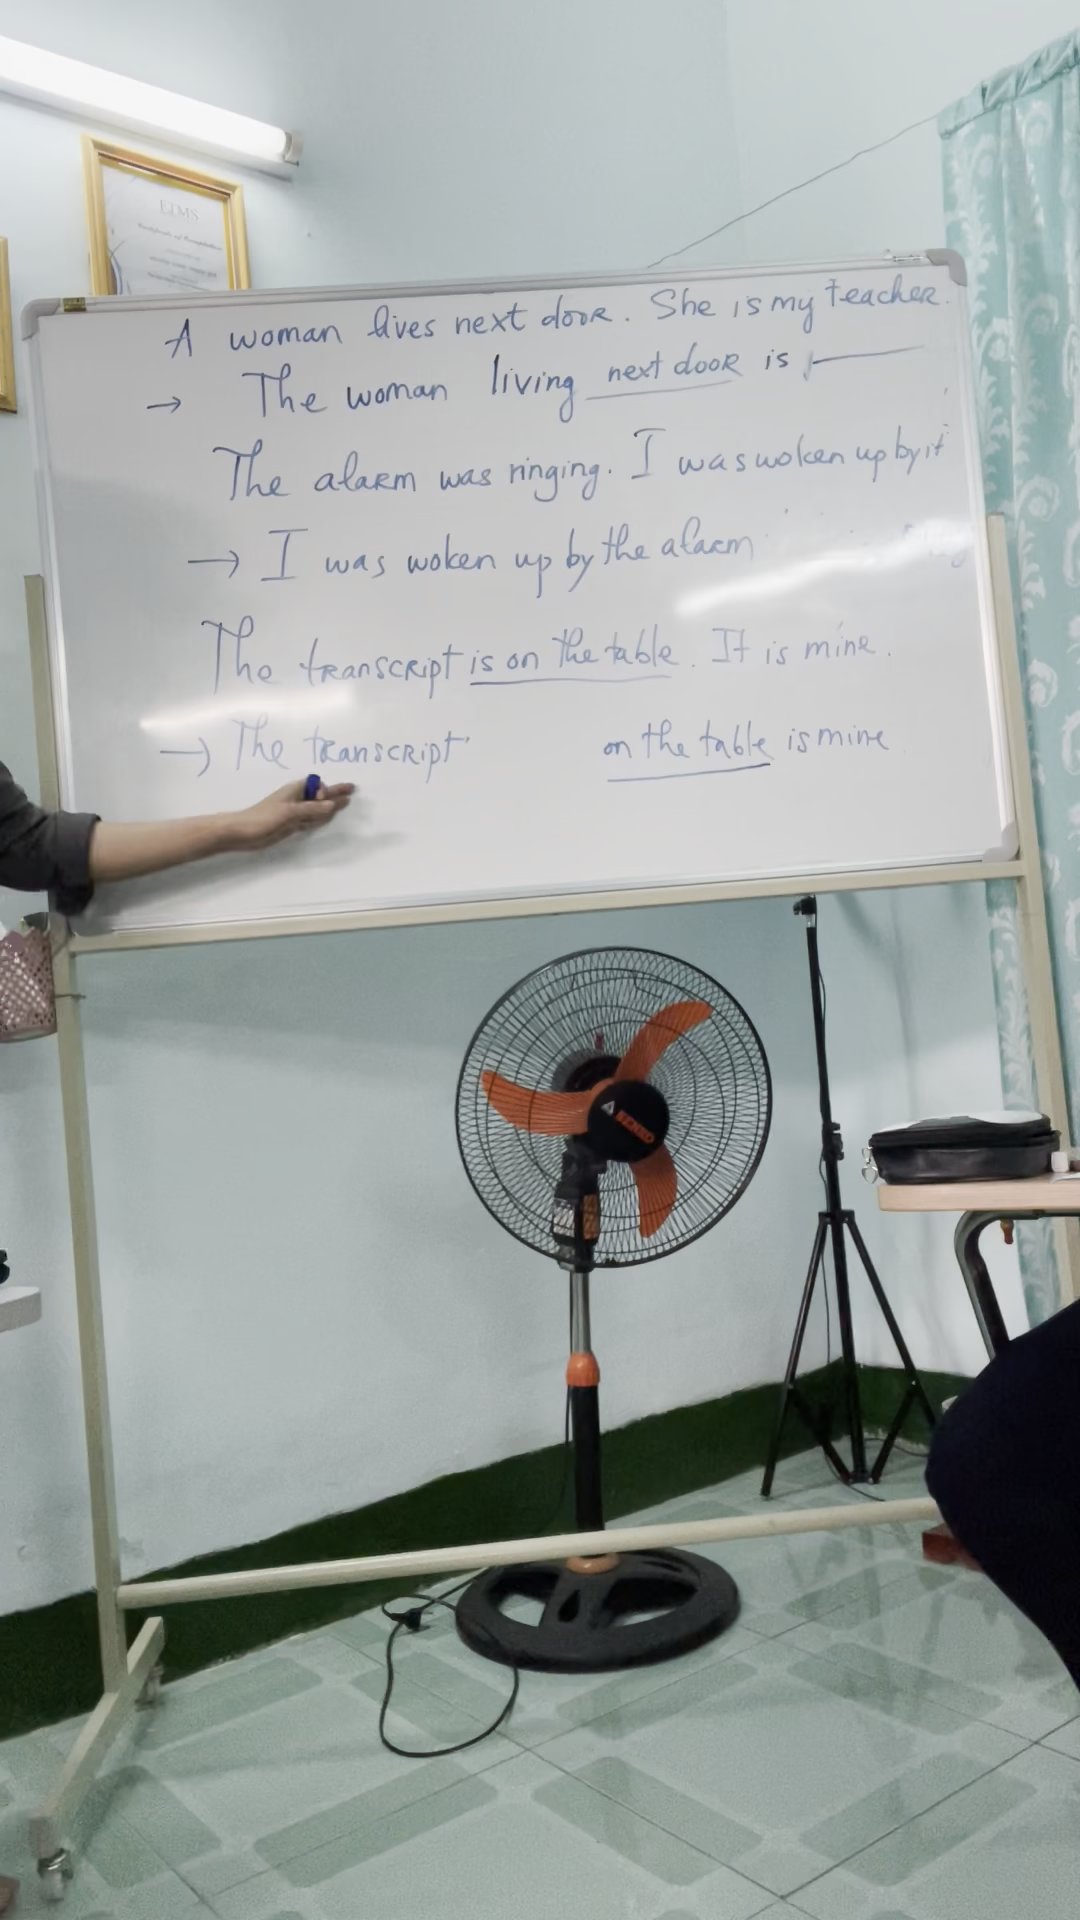 EIMS
A woman lives next door. She is my teacher.
→ The woman living next door is
The alarm was ringing. I was woken up by it
→ I was woken up by the alarm
The transcript is on the table. It is mine.
→ The transcript on the table is mine
SENKO